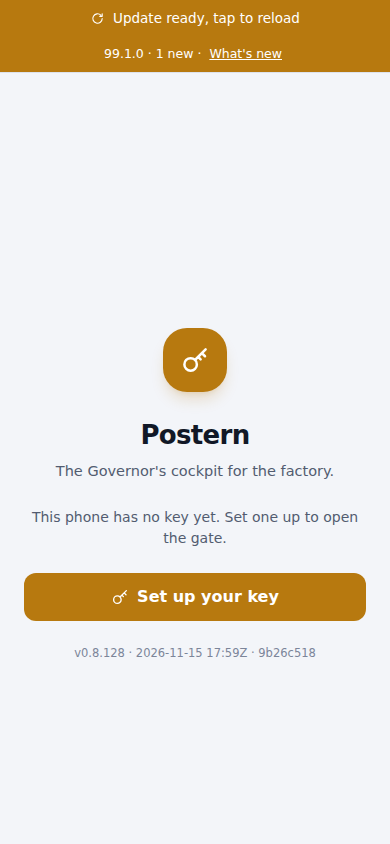 Update ready, tap to reload
99.1.0 · 1 new · What's new
Postern
The Governor's cockpit for the factory.
This phone has no key yet. Set one up to open
the gate.
Set up your key
v0.8.128 · 2026-11-15 17:59Z · 9b26c518